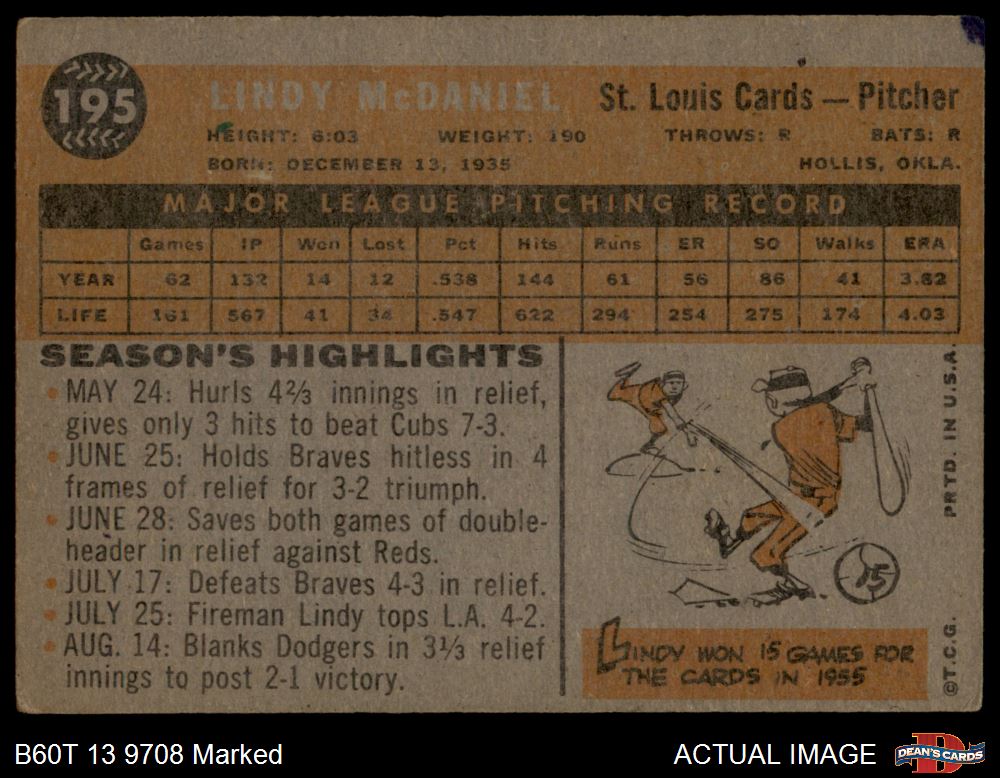 195
LINDY McDANIEL St. Louis Cards — Pitcher
HEIGHT: 6:03 WEIGHT: 190 THROWS: R BATS: R
BORN: DECEMBER 13, 1935 HOLLIS, OKLA.
MAJOR LEAGUE PITCHING RECORD
Games IP Won Lost Pct Hits Runs ER SO Walks ERA
YEAR 62 132 14 12 .538 144 61 56 86 41 3.82
LIFE 161 567 41 34 .547 622 294 254 275 174 4.03
SEASON'S HIGHLIGHTS
• MAY 24: Hurls 4⅔ innings in relief,
gives only 3 hits to beat Cubs 7-3.
• JUNE 25: Holds Braves hitless in 4
frames of relief for 3-2 triumph.
• JUNE 28: Saves both games of double-
header in relief against Reds.
• JULY 17: Defeats Braves 4-3 in relief.
• JULY 25: Fireman Lindy tops L.A. 4-2.
• AUG. 14: Blanks Dodgers in 3⅓ relief
innings to post 2-1 victory.
15
LINDY WON 15 GAMES FOR
THE CARDS IN 1955
©T.C.G. PRTD. IN U.S.A.
B60T 13 9708 Marked ACTUAL IMAGE
DEAN'S CARDS